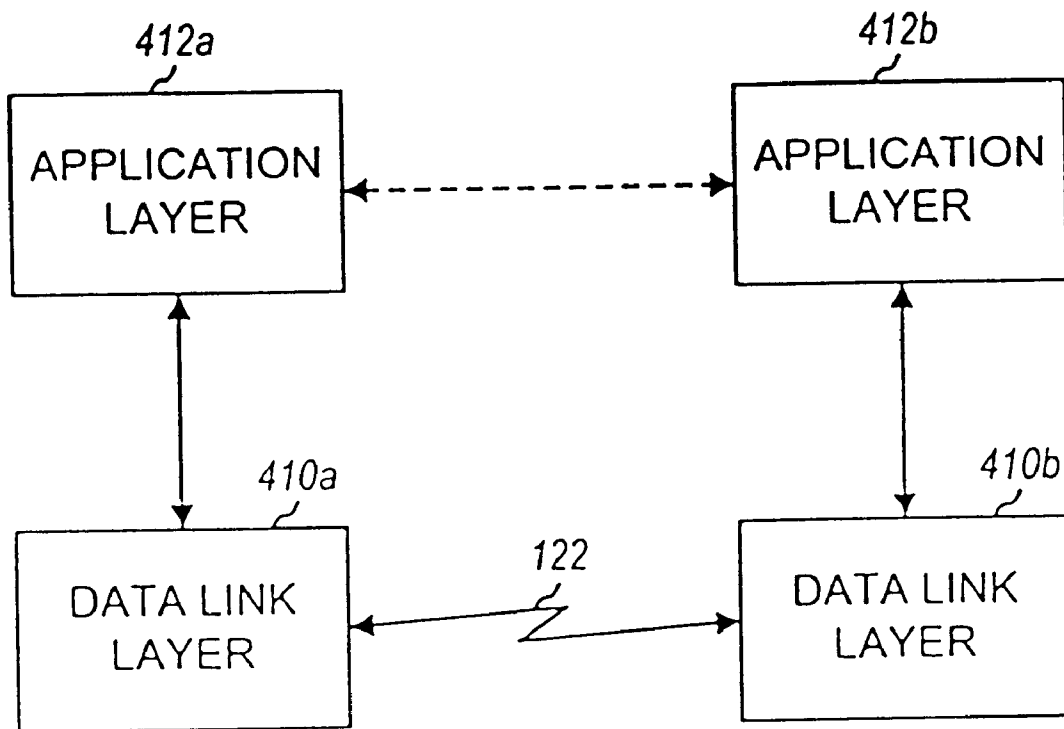 412a
412b
APPLICATION
LAYER
APPLICATION
LAYER
410a
410b
122
DATA LINK
LAYER
DATA LINK
LAYER